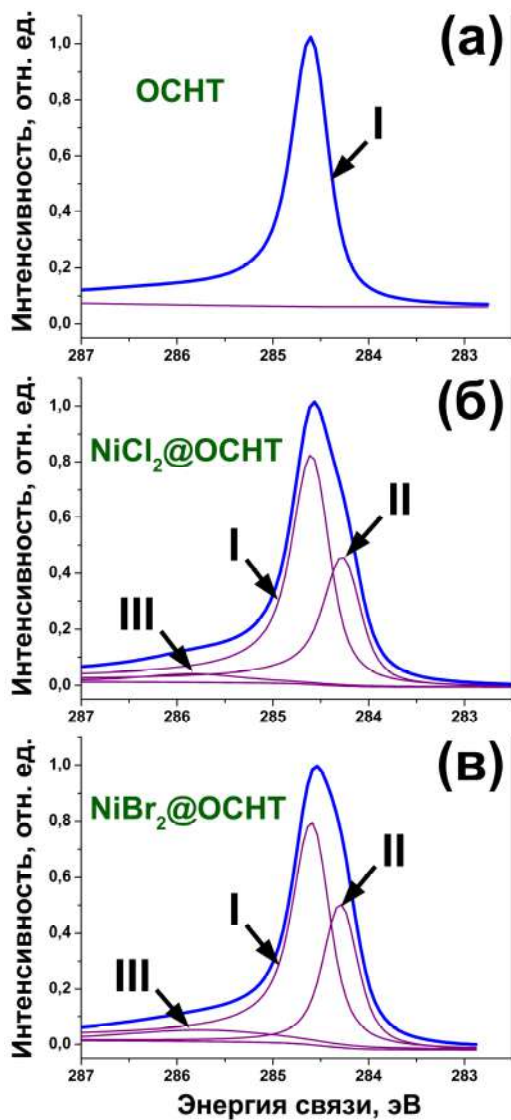 (а)
ОСНТ
I
Интенсивность, отн. ед.
1,0
0,8
0,6
0,4
0,2
0,0
287 286 285 284 283
(б)
NiCl₂@ОСНТ
II
I
III
Интенсивность, отн. ед.
1,0
0,8
0,6
0,4
0,2
0,0
287 286 285 284 283
(в)
NiBr₂@ОСНТ
II
I
III
Интенсивность, отн. ед.
1,0
0,8
0,6
0,4
0,2
0,0
287 286 285 284 283
Энергия связи, эВ